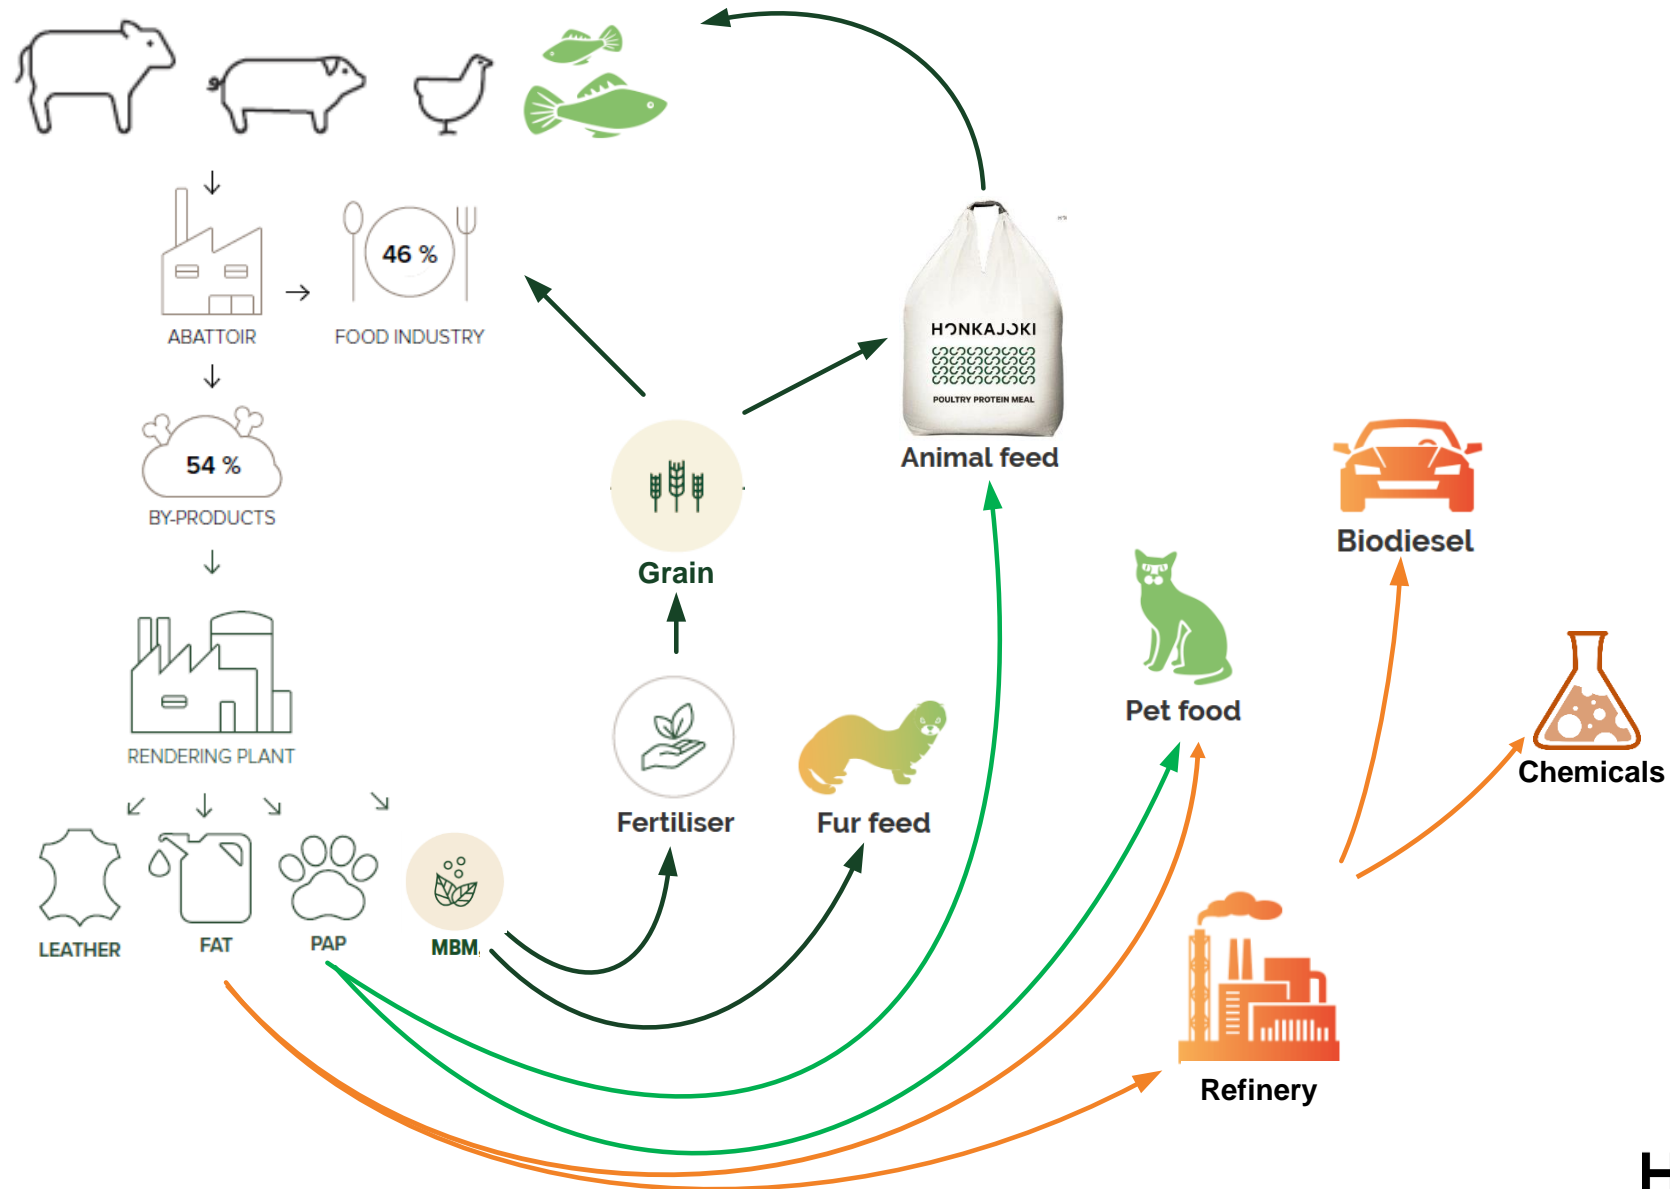 46 %
ABATTOIR
FOOD INDUSTRY
HONKAJOKI
POULTRY PROTEIN MEAL
Animal feed
54 %
BY-PRODUCTS
Grain
Biodiesel
Pet food
RENDERING PLANT
Chemicals
Fertiliser
Fur feed
LEATHER
FAT
PAP
MBM,
Refinery
H